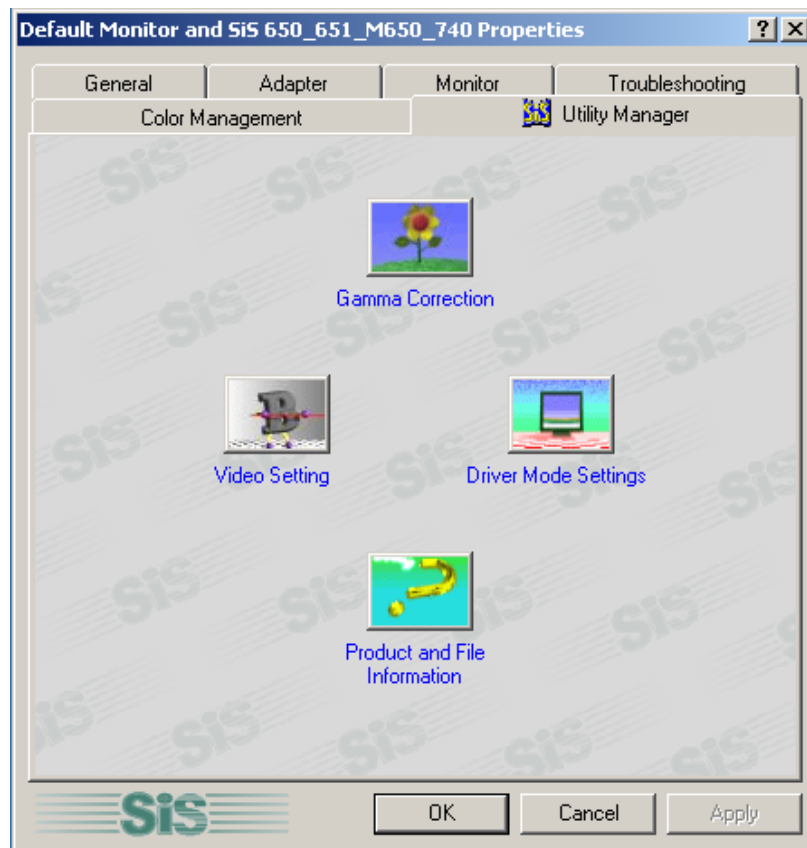 Default Monitor and SiS 650_651_M650_740 Properties
General Adapter Monitor Troubleshooting
Color Management SiS Utility Manager
Gamma Correction
Video Setting Driver Mode Settings
Product and File
Information
SiS OK Cancel Apply